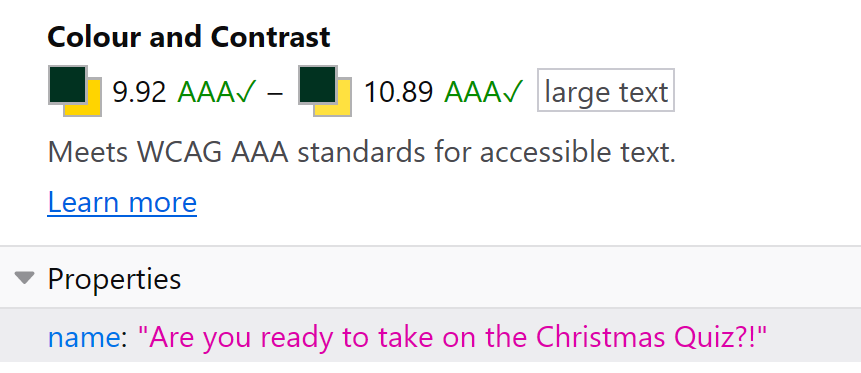 Colour and Contrast
9.92 AAA✓ – 10.89 AAA✓ large text
Meets WCAG AAA standards for accessible text.
Learn more
Properties
name: "Are you ready to take on the Christmas Quiz?!"